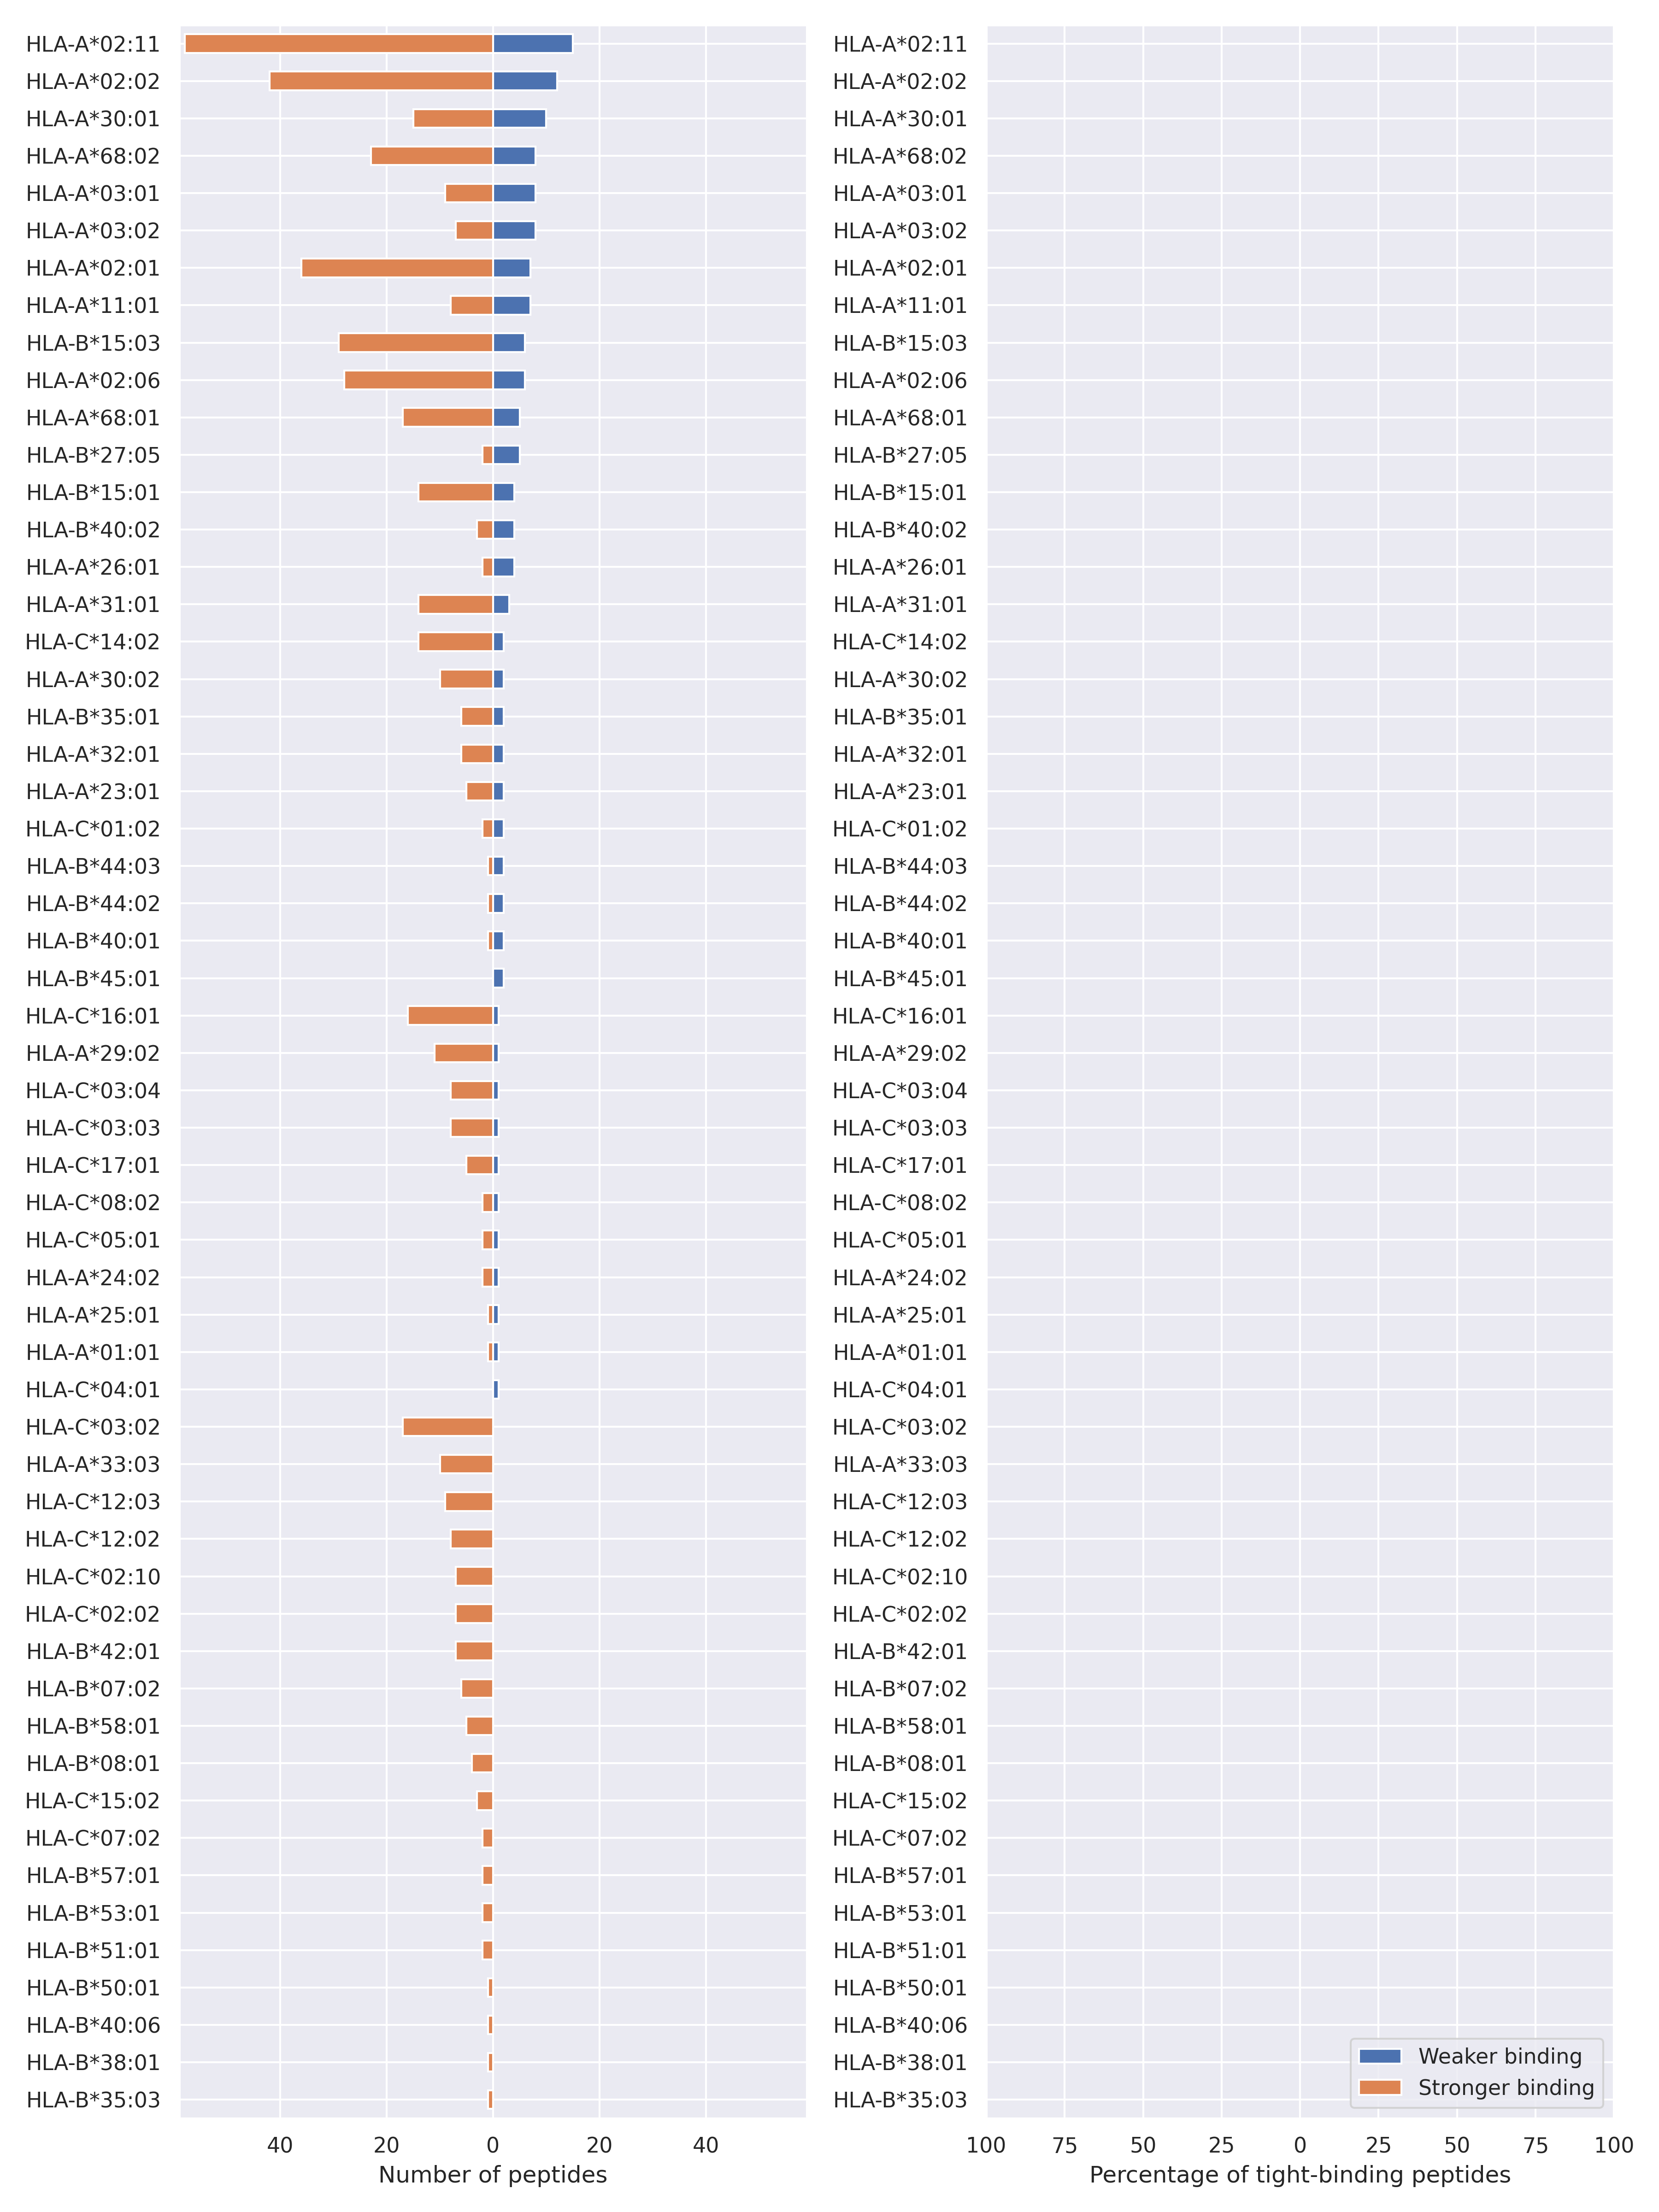 HLA-A*02:11
HLA-A*02:02
HLA-A*30:01
HLA-A*68:02
HLA-A*03:01
HLA-A*03:02
HLA-A*02:01
HLA-A*11:01
HLA-B*15:03
HLA-A*02:06
HLA-A*68:01
HLA-B*27:05
HLA-B*15:01
HLA-B*40:02
HLA-A*26:01
HLA-A*31:01
HLA-C*14:02
HLA-A*30:02
HLA-B*35:01
HLA-A*32:01
HLA-A*23:01
HLA-C*01:02
HLA-B*44:03
HLA-B*44:02
HLA-B*40:01
HLA-B*45:01
HLA-C*16:01
HLA-A*29:02
HLA-C*03:04
HLA-C*03:03
HLA-C*17:01
HLA-C*08:02
HLA-C*05:01
HLA-A*24:02
HLA-A*25:01
HLA-A*01:01
HLA-C*04:01
HLA-C*03:02
HLA-A*33:03
HLA-C*12:03
HLA-C*12:02
HLA-C*02:10
HLA-C*02:02
HLA-B*42:01
HLA-B*07:02
HLA-B*58:01
HLA-B*08:01
HLA-C*15:02
HLA-C*07:02
HLA-B*57:01
HLA-B*53:01
HLA-B*51:01
HLA-B*50:01
HLA-B*40:06
HLA-B*38:01
HLA-B*35:03
40 20 0 20 40
Number of peptides
HLA-A*02:11
HLA-A*02:02
HLA-A*30:01
HLA-A*68:02
HLA-A*03:01
HLA-A*03:02
HLA-A*02:01
HLA-A*11:01
HLA-B*15:03
HLA-A*02:06
HLA-A*68:01
HLA-B*27:05
HLA-B*15:01
HLA-B*40:02
HLA-A*26:01
HLA-A*31:01
HLA-C*14:02
HLA-A*30:02
HLA-B*35:01
HLA-A*32:01
HLA-A*23:01
HLA-C*01:02
HLA-B*44:03
HLA-B*44:02
HLA-B*40:01
HLA-B*45:01
HLA-C*16:01
HLA-A*29:02
HLA-C*03:04
HLA-C*03:03
HLA-C*17:01
HLA-C*08:02
HLA-C*05:01
HLA-A*24:02
HLA-A*25:01
HLA-A*01:01
HLA-C*04:01
HLA-C*03:02
HLA-A*33:03
HLA-C*12:03
HLA-C*12:02
HLA-C*02:10
HLA-C*02:02
HLA-B*42:01
HLA-B*07:02
HLA-B*58:01
HLA-B*08:01
HLA-C*15:02
HLA-C*07:02
HLA-B*57:01
HLA-B*53:01
HLA-B*51:01
HLA-B*50:01
HLA-B*40:06
HLA-B*38:01
HLA-B*35:03
Weaker binding
Stronger binding
100 75 50 25 0 25 50 75 100
Percentage of tight-binding peptides